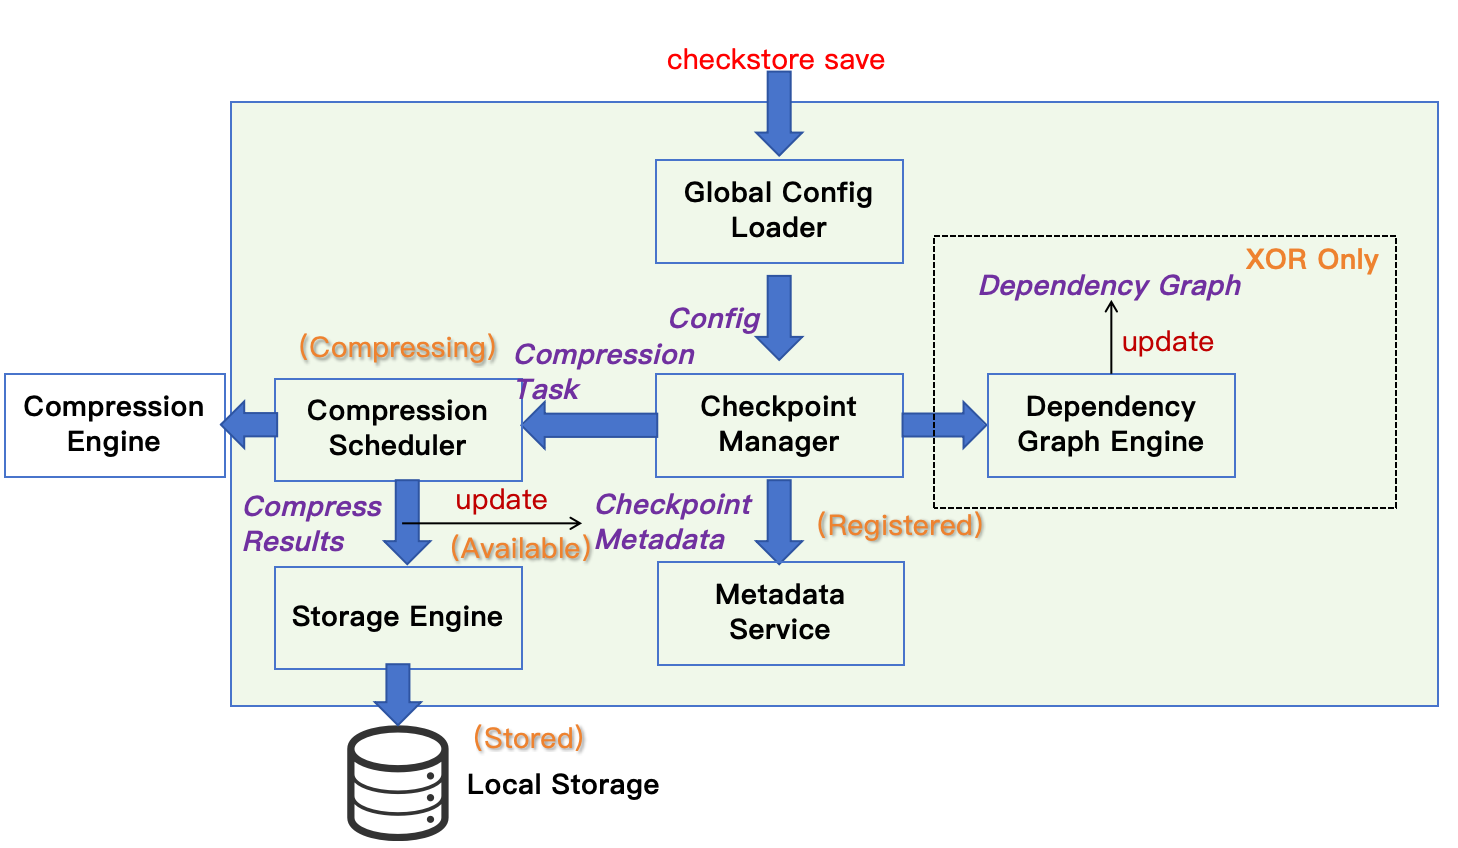 checkstore save
Global Config
Loader
XOR Only
Dependency Graph
Config
update
(Compressing)
Compression
Task
Compression
Engine
Compression
Scheduler
Checkpoint
Manager
Dependency
Graph Engine
Compress
Results
update
(Available)
Checkpoint
Metadata
(Registered)
Storage Engine
Metadata
Service
(Stored)
Local Storage